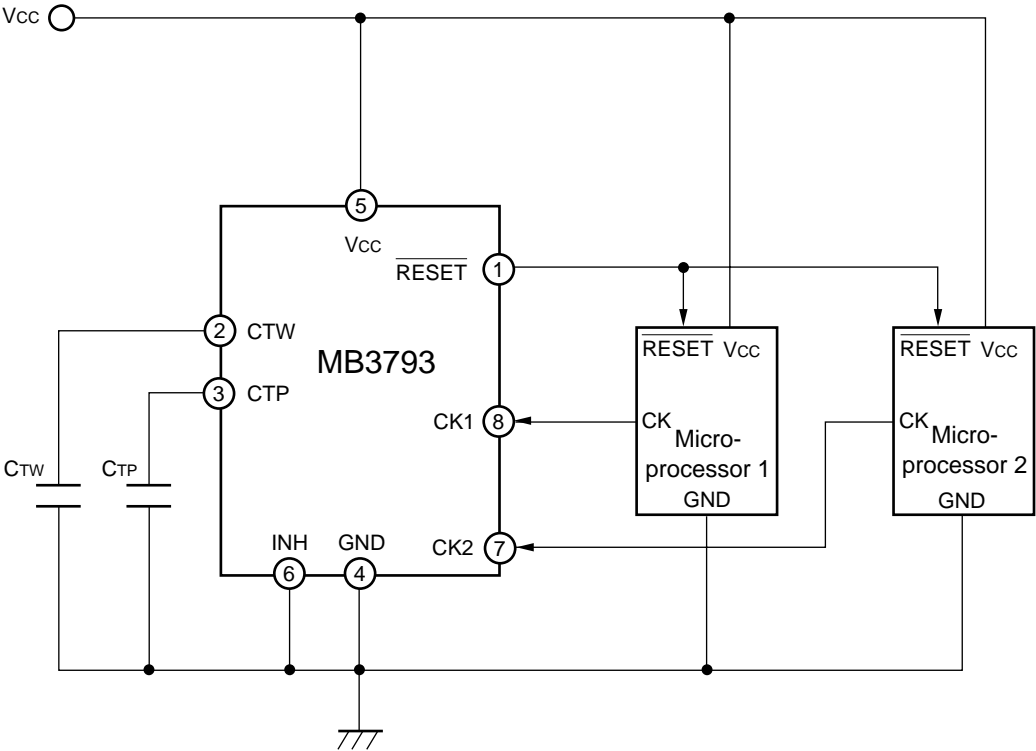 VCC
5
VCC
RESET
1
2
CTW
3
CTP
MB3793
CK1
8
CK2
7
INH
6
GND
4
CTW
CTP
RESET VCC
CK
Micro-
processor 1
GND
RESET VCC
CK
Micro-
processor 2
GND